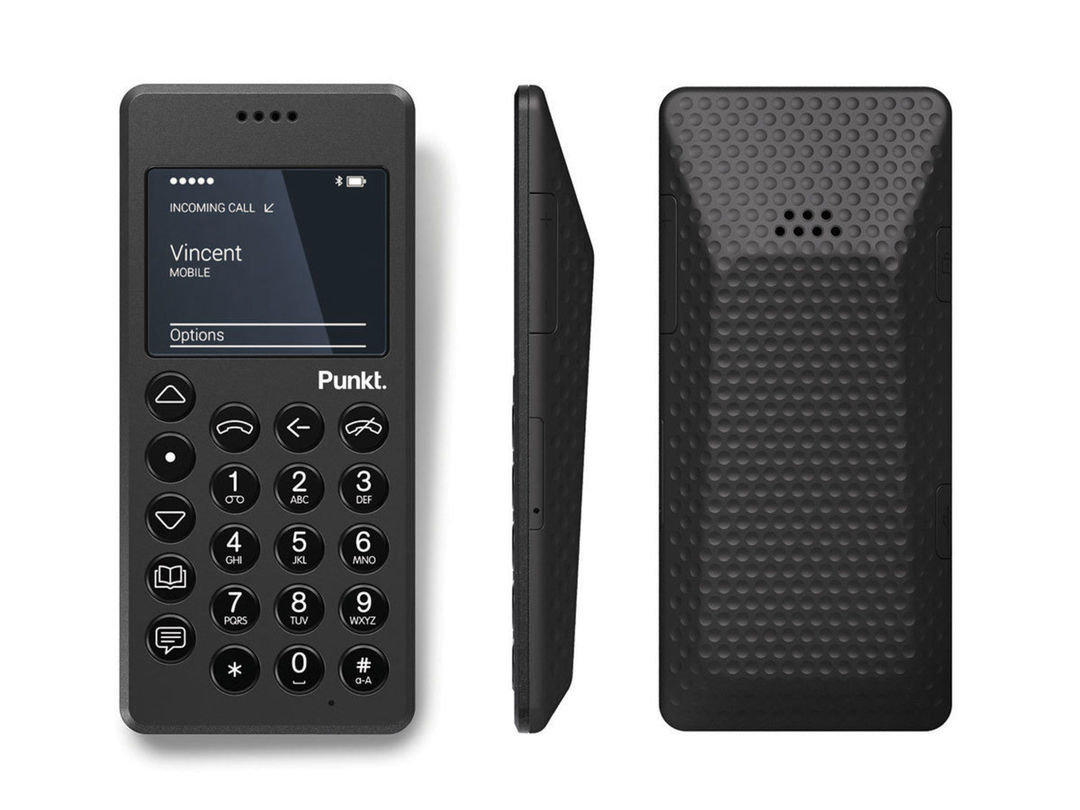 INCOMING CALL
Vincent
MOBILE
Options
Punkt.
1 2 3
ABC DEF
4 5 6
GHI JKL MNO
7 8 9
PQRS TUV WXYZ
* 0 #
a-A